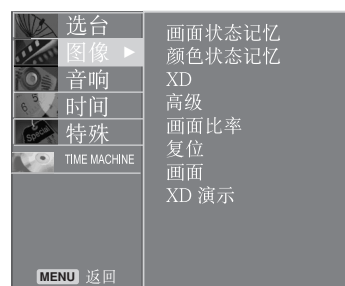 选台
图像
音响
时间
特殊
TIME MACHINE
MENU 返回
画面状态记忆
颜色状态记忆
XD
高级
画面比率
复位
画面
XD 演示